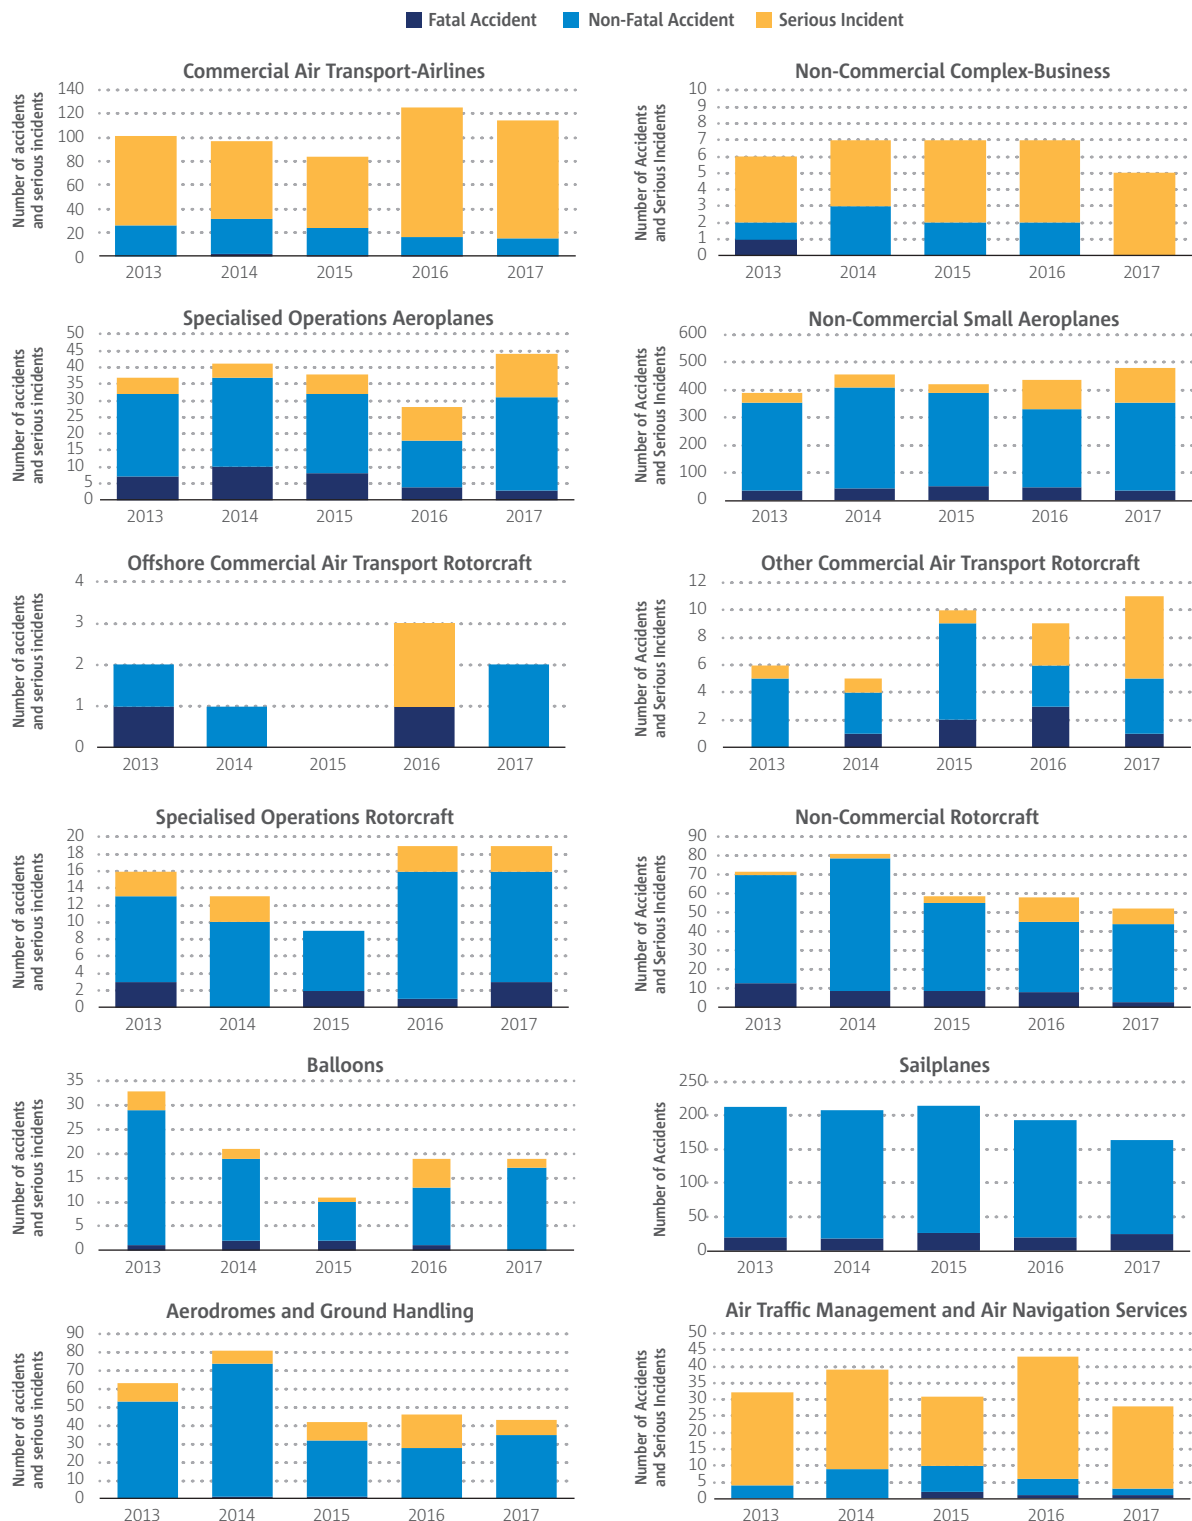 Fatal Accident Non-Fatal Accident Serious Incident
Commercial Air Transport-Airlines
Number of accidents
and serious incidents
140
120
100
80
60
40
20
0
2013 2014 2015 2016 2017
Non-Commercial Complex-Business
Number of Accidents
and Serious Incidents
10
9
8
7
6
5
4
3
2
1
0
2013 2014 2015 2016 2017
Specialised Operations Aeroplanes
Number of accidents
and serious incidents
50
45
40
35
30
25
20
15
10
5
0
2013 2014 2015 2016 2017
Non-Commercial Small Aeroplanes
Number of Accidents
and Serious Incidents
600
500
400
300
200
100
0
2013 2014 2015 2016 2017
Offshore Commercial Air Transport Rotorcraft
Number of accidents
and serious incidents
4
3
2
1
0
2013 2014 2015 2016 2017
Other Commercial Air Transport Rotorcraft
Number of Accidents
and Serious Incidents
12
10
8
6
4
2
0
2013 2014 2015 2016 2017
Specialised Operations Rotorcraft
Number of accidents
and serious incidents
20
18
16
14
12
10
8
6
4
2
0
2013 2014 2015 2016 2017
Non-Commercial Rotorcraft
Number of Accidents
and Serious Incidents
90
80
70
60
50
40
30
20
10
0
2013 2014 2015 2016 2017
Balloons
Number of accidents
and serious incidents
35
30
25
20
15
10
5
0
2013 2014 2015 2016 2017
Sailplanes
Number of Accidents
250
200
150
100
50
0
2013 2014 2015 2016 2017
Aerodromes and Ground Handling
Number of accidents
and serious incidents
90
80
70
60
50
40
30
20
10
0
2013 2014 2015 2016 2017
Air Traffic Management and Air Navigation Services
Number of Accidents
and Serious Incidents
50
45
40
35
30
25
20
15
10
5
0
2013 2014 2015 2016 2017